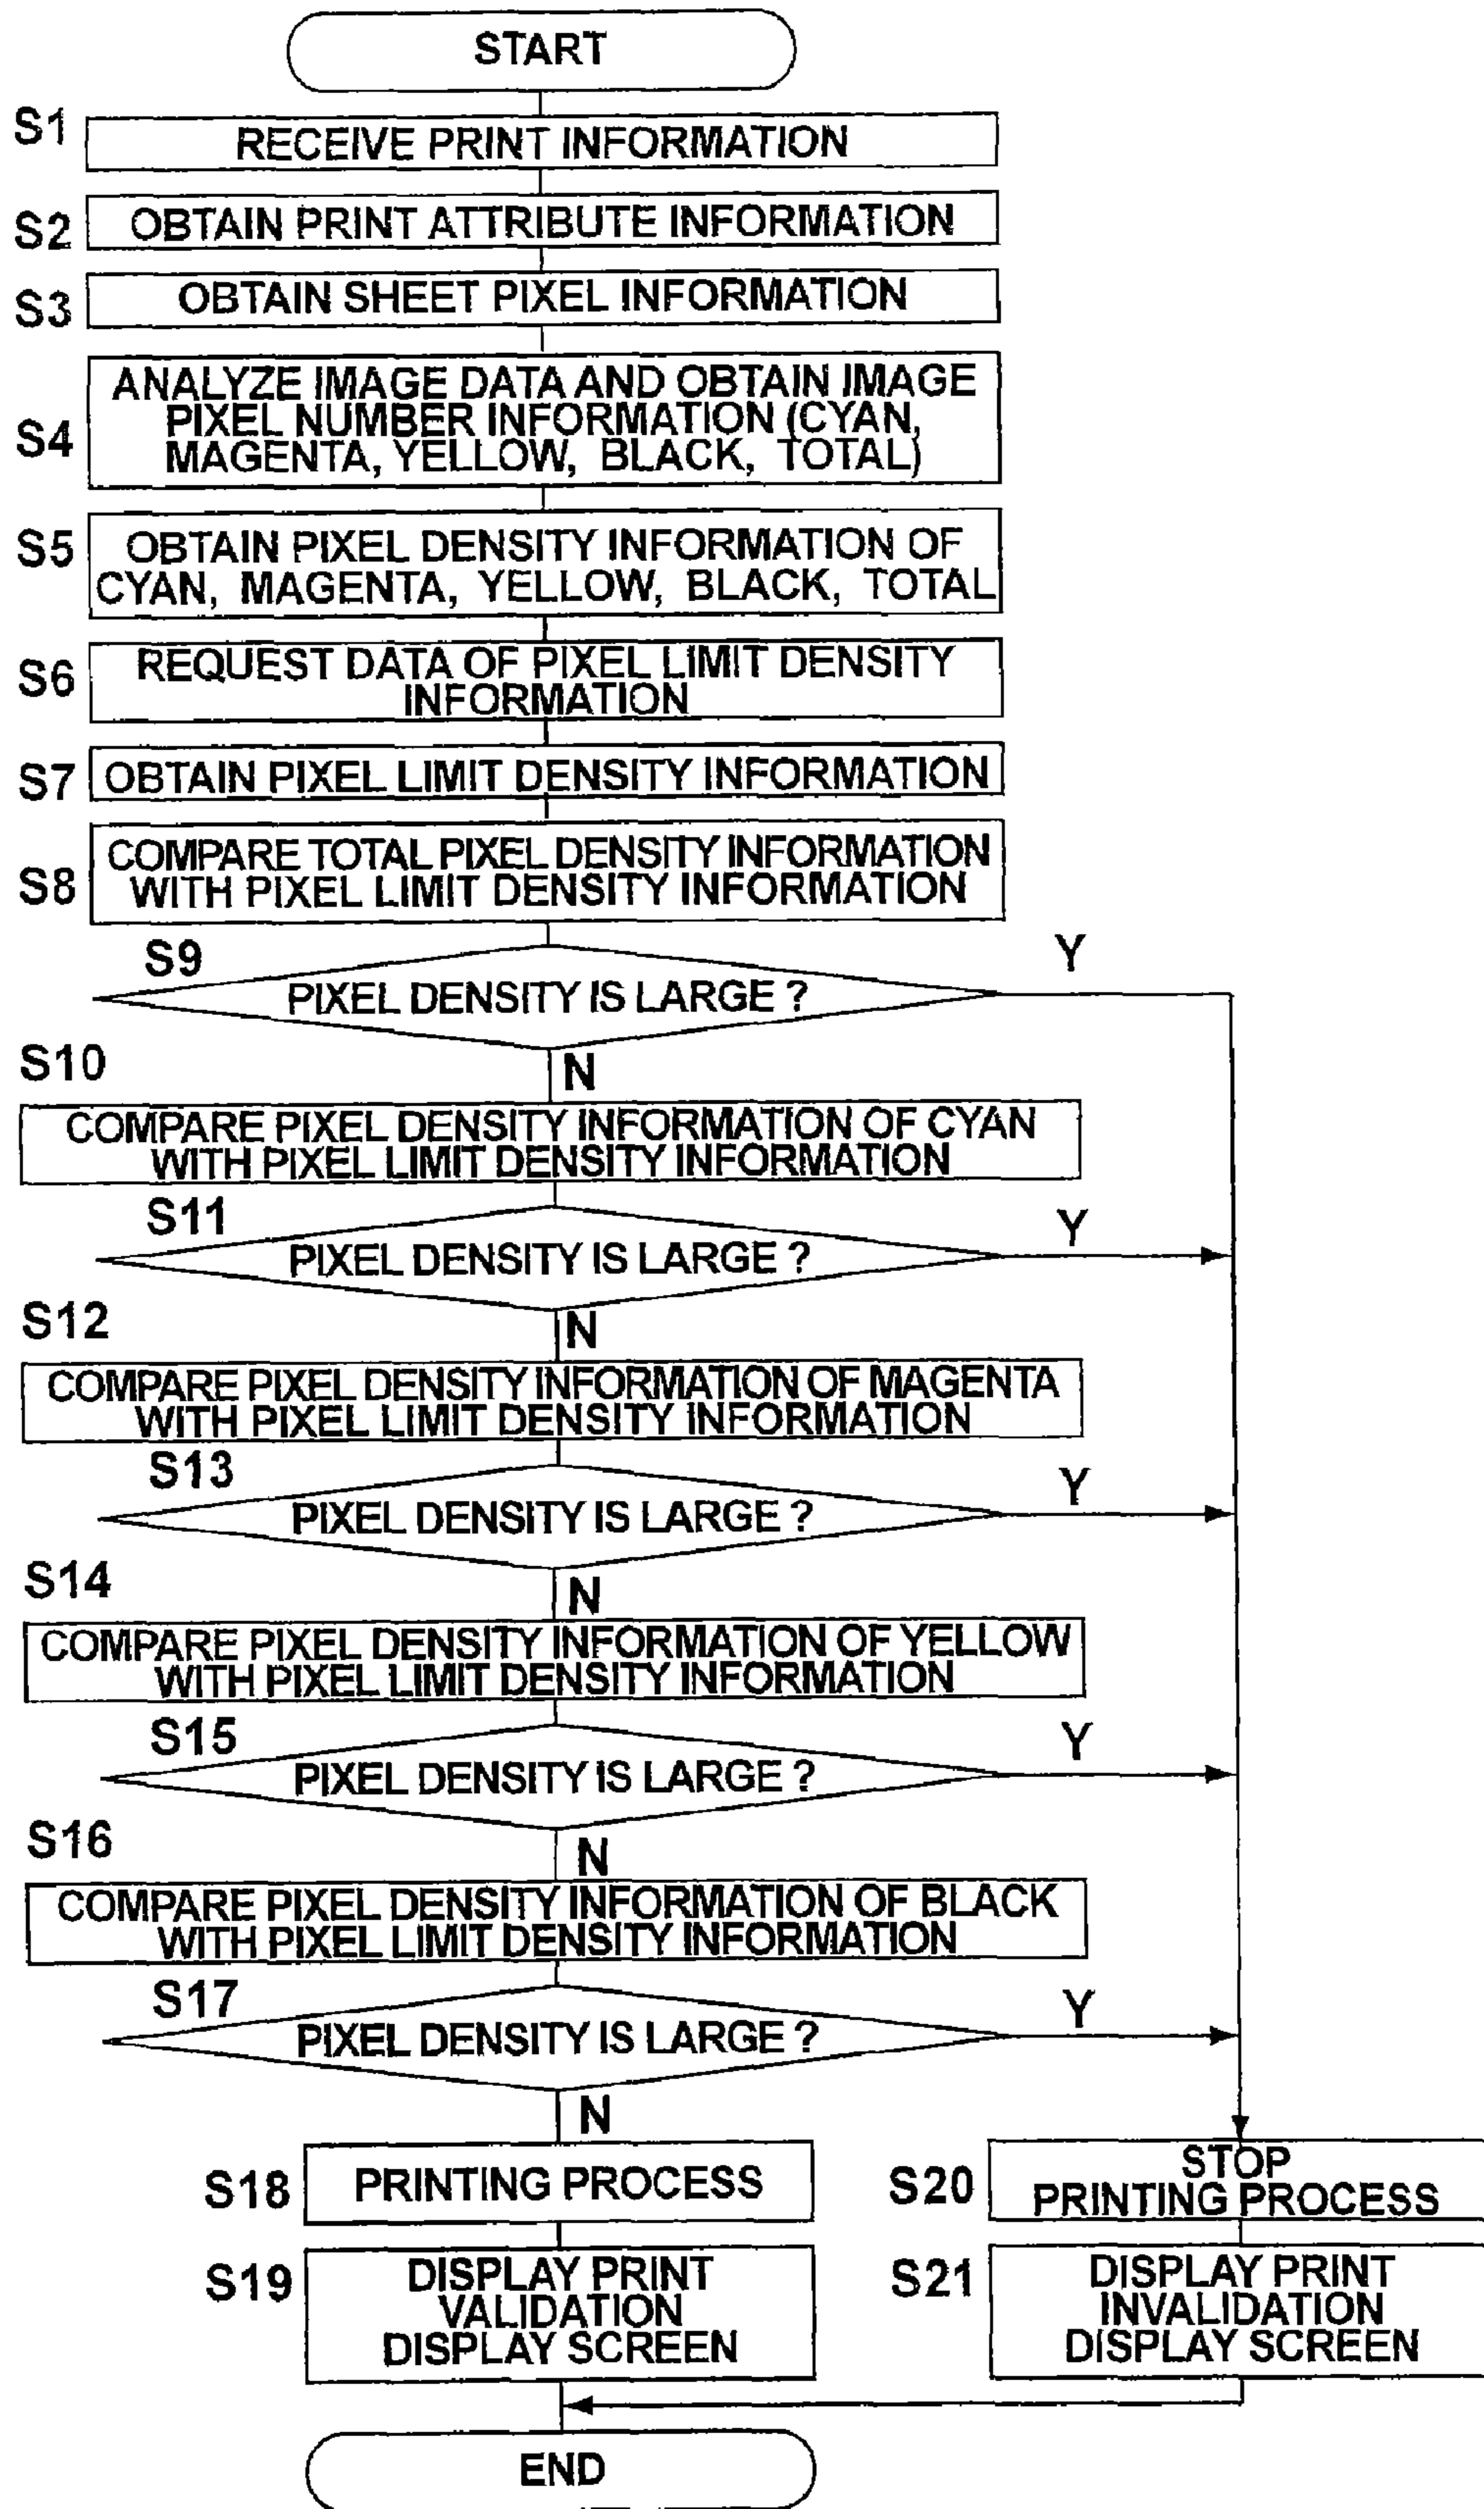 START
S1
RECEIVE PRINT INFORMATION
S2
OBTAIN PRINT ATTRIBUTE INFORMATION
S3
OBTAIN SHEET PIXEL INFORMATION
S4
ANALYZE IMAGE DATA AND OBTAIN IMAGE
PIXEL NUMBER INFORMATION (CYAN,
MAGENTA, YELLOW, BLACK, TOTAL)
S5
OBTAIN PIXEL DENSITY INFORMATION OF
CYAN, MAGENTA, YELLOW, BLACK, TOTAL
S6
REQUEST DATA OF PIXEL LIMIT DENSITY
INFORMATION
S7
OBTAIN PIXEL LIMIT DENSITY INFORMATION
S8
COMPARE TOTAL PIXEL DENSITY INFORMATION
WITH PIXEL LIMIT DENSITY INFORMATION
S9
PIXEL DENSITY IS LARGE ?
Y
N
S10
COMPARE PIXEL DENSITY INFORMATION OF CYAN
WITH PIXEL LIMIT DENSITY INFORMATION
S11
PIXEL DENSITY IS LARGE ?
Y
N
S12
COMPARE PIXEL DENSITY INFORMATION OF MAGENTA
WITH PIXEL LIMIT DENSITY INFORMATION
S13
PIXEL DENSITY IS LARGE ?
Y
N
S14
COMPARE PIXEL DENSITY INFORMATION OF YELLOW
WITH PIXEL LIMIT DENSITY INFORMATION
S15
PIXEL DENSITY IS LARGE ?
Y
N
S16
COMPARE PIXEL DENSITY INFORMATION OF BLACK
WITH PIXEL LIMIT DENSITY INFORMATION
S17
PIXEL DENSITY IS LARGE ?
Y
N
S18
PRINTING PROCESS
S19
DISPLAY PRINT
VALIDATION
DISPLAY SCREEN
S20
STOP
PRINTING PROCESS
S21
DISPLAY PRINT
INVALIDATION
DISPLAY SCREEN
END